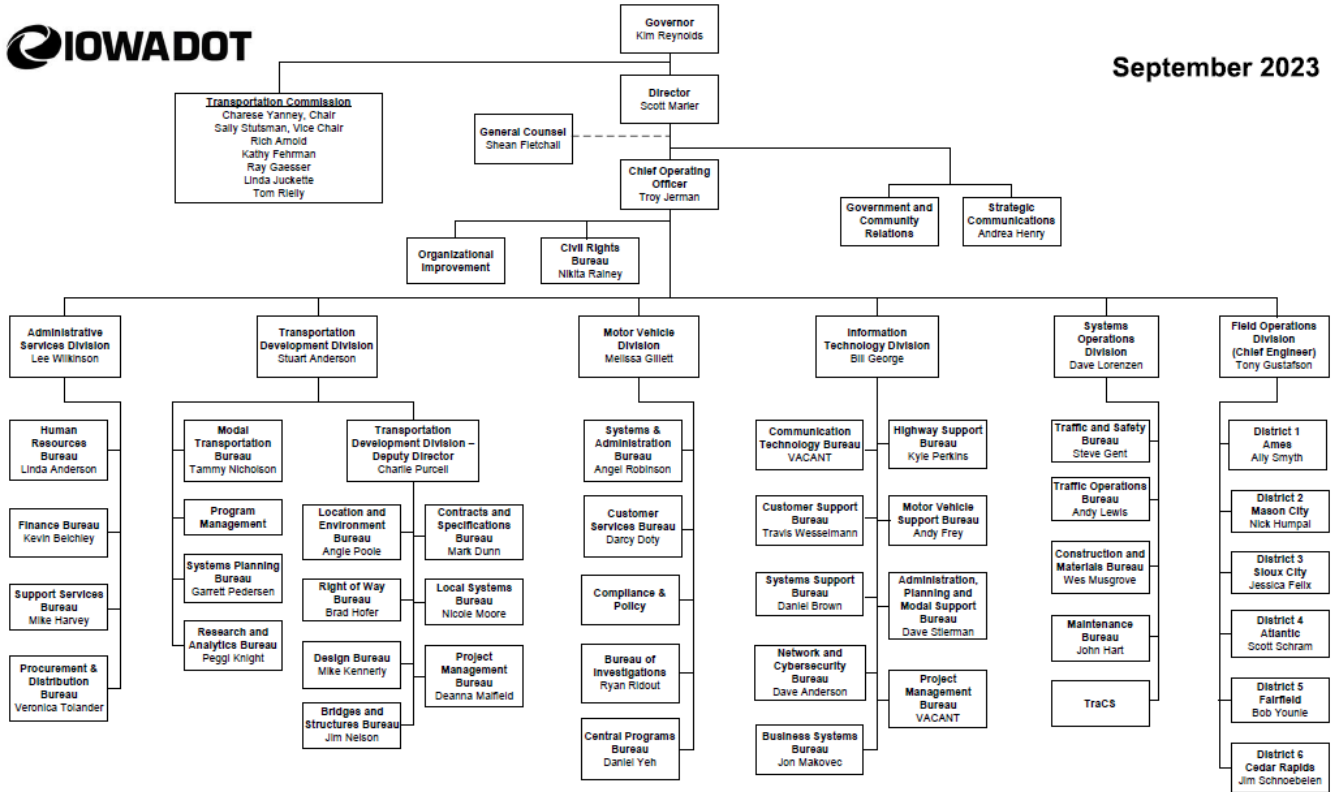 IOWADOT
September 2023
Governor
Kim Reynolds
Director
Scott Marler
Transportation Commission
Charese Yanney, Chair
Sally Stutsman, Vice Chair
Rich Arnold
Kathy Fehrman
Ray Gaesser
Linda Juckette
Tom Rielly
General Counsel
Shean Fletchall
Chief Operating
Officer
Troy Jerman
Government and
Community
Relations
Strategic
Communications
Andrea Henry
Organizational
Improvement
Civil Rights
Bureau
Nikita Rainey
Administrative
Services Division
Lee Wilkinson
Transportation
Development Division
Stuart Anderson
Motor Vehicle
Division
Melissa Gillett
Information
Technology Division
Bill George
Systems
Operations
Division
Dave Lorenzen
Field Operations
Division
(Chief Engineer)
Tony Gustafson
Human
Resources
Bureau
Linda Anderson
Finance Bureau
Kevin Beichley
Support Services
Bureau
Mike Harvey
Procurement &
Distribution
Bureau
Veronica Tolander
Modal
Transportation
Bureau
Tammy Nicholson
Program
Management
Systems Planning
Bureau
Garrett Pedersen
Research and
Analytics Bureau
Peggi Knight
Transportation
Development Division –
Deputy Director
Charlie Purcell
Location and
Environment
Bureau
Angie Poole
Right of Way
Bureau
Brad Hofer
Design Bureau
Mike Kennerly
Bridges and
Structures Bureau
Jim Nelson
Contracts and
Specifications
Bureau
Mark Dunn
Local Systems
Bureau
Nicole Moore
Project
Management
Bureau
Deanna Maifield
Systems &
Administration
Bureau
Angel Robinson
Customer
Services Bureau
Darcy Doty
Compliance &
Policy
Bureau of
Investigations
Ryan Ridout
Central Programs
Bureau
Daniel Yeh
Communication
Technology Bureau
VACANT
Customer Support
Bureau
Travis Wesselmann
Systems Support
Bureau
Daniel Brown
Network and
Cybersecurity
Bureau
Dave Anderson
Business Systems
Bureau
Jon Makovec
Highway Support
Bureau
Kyle Perkins
Motor Vehicle
Support Bureau
Andy Frey
Administration,
Planning and
Modal Support
Bureau
Dave Stierman
Project
Management
Bureau
VACANT
Traffic and Safety
Bureau
Steve Gent
Traffic Operations
Bureau
Andy Lewis
Construction and
Materials Bureau
Wes Musgrove
Maintenance
Bureau
John Hart
TraCS
District 1
Ames
Ally Smyth
District 2
Mason City
Nick Humpal
District 3
Sioux City
Jessica Felix
District 4
Atlantic
Scott Schram
District 5
Fairfield
Bob Younie
District 6
Cedar Rapids
Jim Schnoebelen